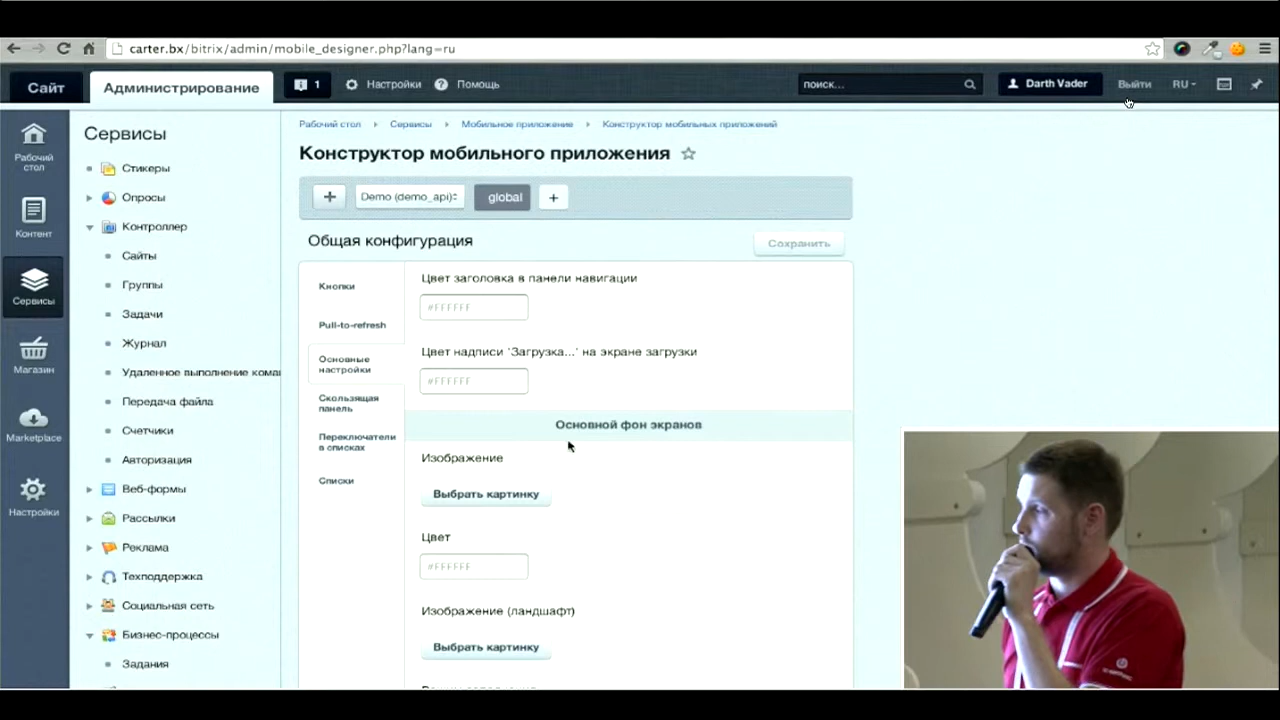 carter.bx/bitrix/admin/mobile_designer.php?lang=ru
Сайт
Администрирование
1
Настройки
Помощь
поиск...
Darth Vader
Выйти
RU
Рабочий стол
Контент
Сервисы
Магазин
Marketplace
Настройки
Сервисы
Стикеры
Опросы
Контроллер
Сайты
Группы
Задачи
Журнал
Удаленное выполнение кома
Передача файла
Счетчики
Авторизация
Веб-формы
Рассылки
Реклама
Техподдержка
Социальная сеть
Бизнес-процессы
Задания
Рабочий стол
Сервисы
Мобильное приложение
Конструктор мобильных приложений
Конструктор мобильного приложения
+
Demo (demo_api)
global
+
Общая конфигурация
Сохранить
Кнопки
Pull-to-refresh
Основные
настройки
Скользящая
панель
Переключатели
в списках
Списки
Цвет заголовка в панели навигации
#FFFFFF
Цвет надписи 'Загрузка...' на экране загрузки
#FFFFFF
Основной фон экранов
Изображение
Выбрать картинку
Цвет
#FFFFFF
Изображение (ландшафт)
Выбрать картинку